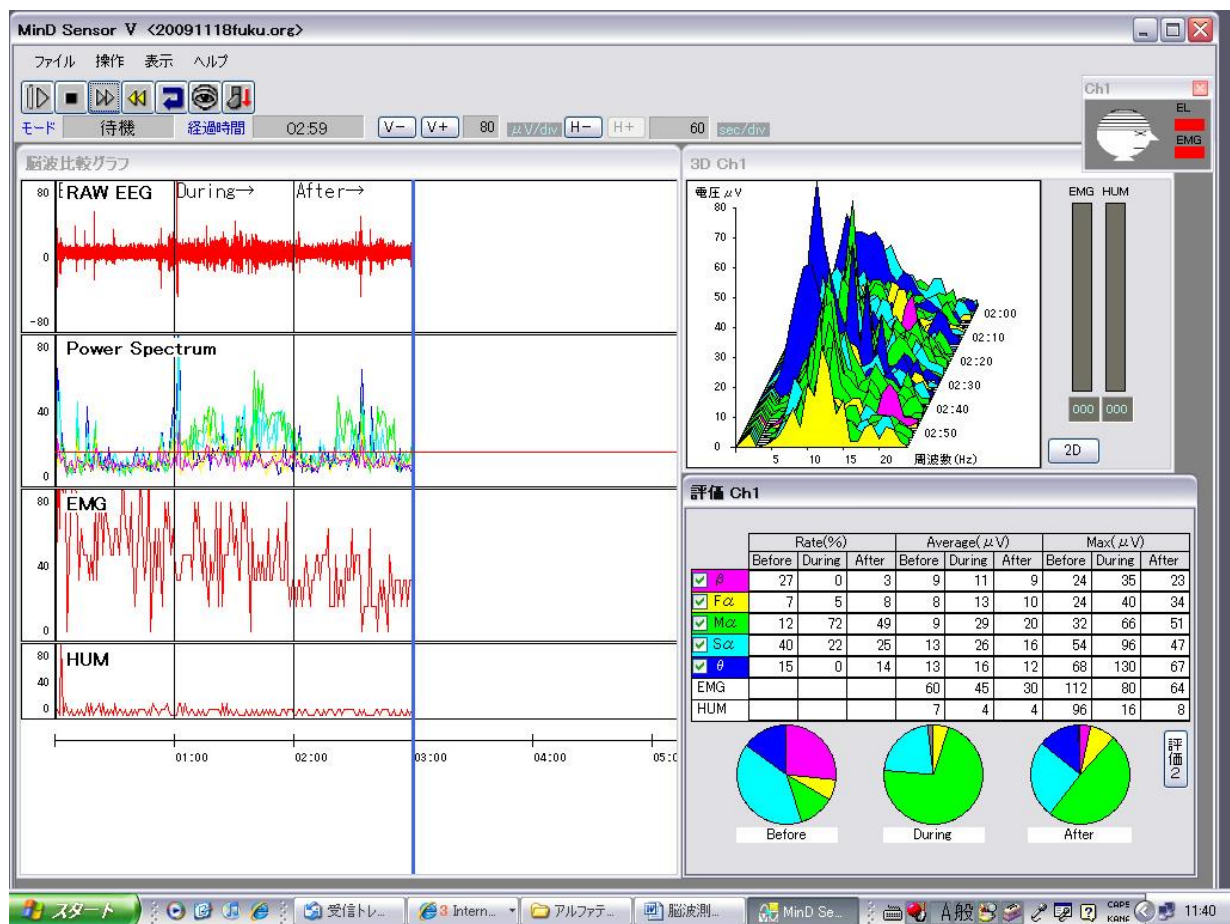 MinD Sensor V <20091118fuku.org>
ファイル 操作 表示 ヘルプ
モード 待機 経過時間 02:59 V- V+ 80 μV/div H- H+ 60 sec/div
Ch1
EL
EMG
脳波比較グラフ
RAW EEG During→ After→
80
0
-80
Power Spectrum
80
40
0
EMG
80
40
0
HUM
80
40
0
01:00 02:00 03:00 04:00 05:0
3D Ch1
電圧μV
80
70
60
50
40
30
20
10
0
5 10 15 20 周波数(Hz)
02:00
02:10
02:20
02:30
02:40
02:50
EMG HUM
000 000
2D
評価 Ch1
Rate(%) Average(μV) Max(μV)
Before During After Before During After Before During After
β 27 0 3 9 11 9 24 35 23
Fα 7 5 8 8 13 10 24 40 34
Mα 12 72 49 9 29 20 32 66 51
Sα 40 22 25 13 26 16 54 96 47
θ 15 0 14 13 16 12 68 130 67
EMG 60 45 30 112 80 64
HUM 7 4 4 96 16 8
Before During After
評価2
スタート 受信トレ... 3 Intern... アルファテ... 脳波測... MinD Se... A般 CAPS KANA 11:40